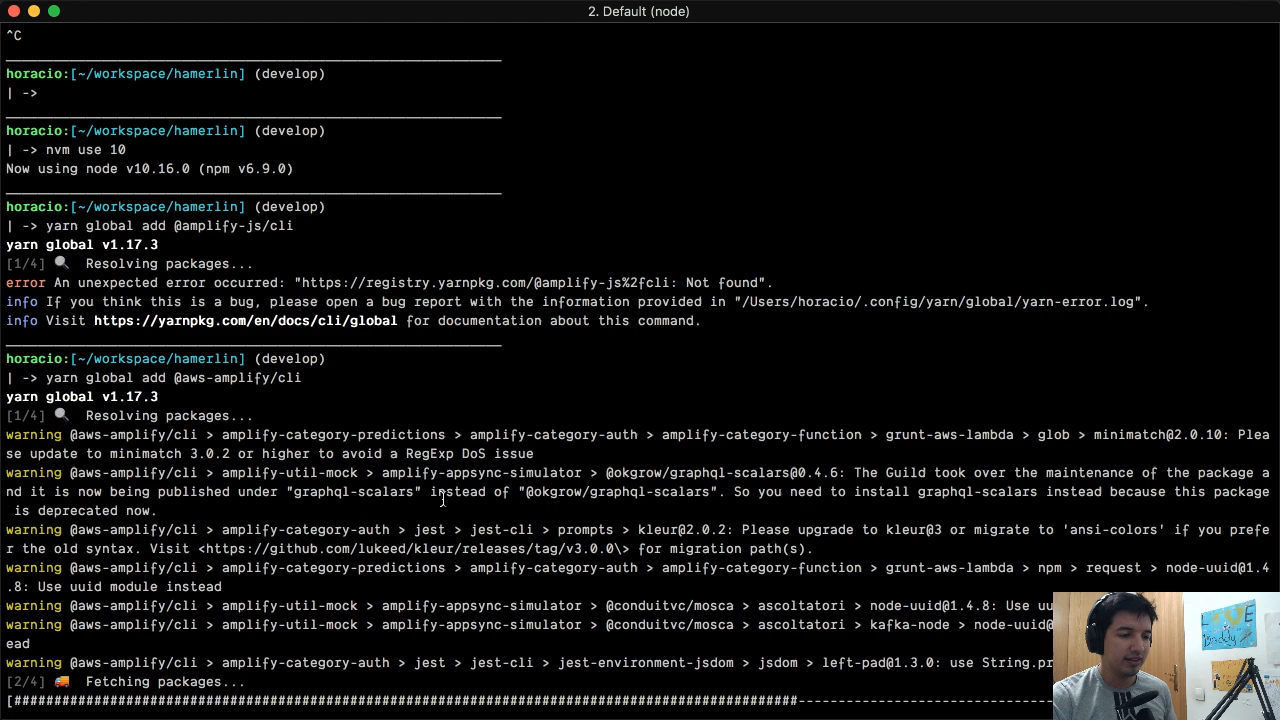 2. Default (node)
^C
horacio:[~/workspace/hamerlin] (develop)
| ->
horacio:[~/workspace/hamerlin] (develop)
| -> nvm use 10
Now using node v10.16.0 (npm v6.9.0)
horacio:[~/workspace/hamerlin] (develop)
| -> yarn global add @amplify-js/cli
yarn global v1.17.3
[1/4] 🔍 Resolving packages...
error An unexpected error occurred: "https://registry.yarnpkg.com/@amplify-js%2fcli: Not found".
info If you think this is a bug, please open a bug report with the information provided in "/Users/horacio/.config/yarn/global/yarn-error.log".
info Visit https://yarnpkg.com/en/docs/cli/global for documentation about this command.
horacio:[~/workspace/hamerlin] (develop)
| -> yarn global add @aws-amplify/cli
yarn global v1.17.3
[1/4] 🔍 Resolving packages...
warning @aws-amplify/cli > amplify-category-predictions > amplify-category-auth > amplify-category-function > grunt-aws-lambda > glob > minimatch@2.0.10: Plea
se update to minimatch 3.0.2 or higher to avoid a RegExp DoS issue
warning @aws-amplify/cli > amplify-util-mock > amplify-appsync-simulator > @okgrow/graphql-scalars@0.4.6: The Guild took over the maintenance of the package a
nd it is now being published under "graphql-scalars" instead of "@okgrow/graphql-scalars". So you need to install graphql-scalars instead because this package
is deprecated now.
warning @aws-amplify/cli > amplify-category-auth > jest > jest-cli > prompts > kleur@2.0.2: Please upgrade to kleur@3 or migrate to 'ansi-colors' if you prefe
r the old syntax. Visit <https://github.com/lukeed/kleur/releases/tag/v3.0.0\> for migration path(s).
warning @aws-amplify/cli > amplify-category-predictions > amplify-category-auth > amplify-category-function > grunt-aws-lambda > npm > request > node-uuid@1.4
.8: Use uuid module instead
warning @aws-amplify/cli > amplify-util-mock > amplify-appsync-simulator > @conduitvc/mosca > ascoltatori > node-uuid@1.4.8: Use uu
warning @aws-amplify/cli > amplify-util-mock > amplify-appsync-simulator > @conduitvc/mosca > ascoltatori > kafka-node > node-uuid@
ead
warning @aws-amplify/cli > amplify-category-auth > jest > jest-cli > jest-environment-jsdom > jsdom > left-pad@1.3.0: use String.pr
[2/4] 🚚 Fetching packages...